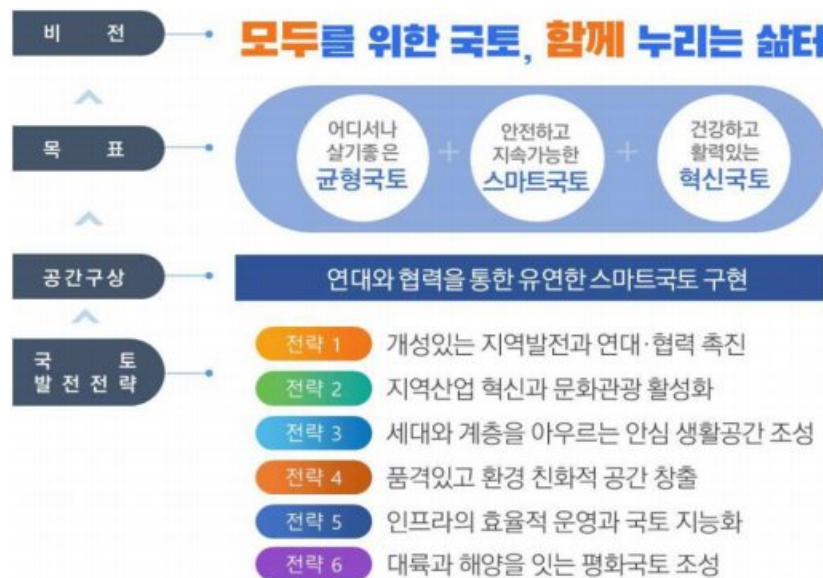 비 전
모두를 위한 국토, 함께 누리는 삶터
목 표
어디서나
살기좋은
균형국토
+
안전하고
지속가능한
스마트국토
+
건강하고
활력있는
혁신국토
공간구상
연대와 협력을 통한 유연한 스마트국토 구현
국 토
발전전략
전략 1 개성있는 지역발전과 연대·협력 촉진
전략 2 지역산업 혁신과 문화관광 활성화
전략 3 세대와 계층을 아우르는 안심 생활공간 조성
전략 4 품격있고 환경 친화적 공간 창출
전략 5 인프라의 효율적 운영과 국토 지능화
전략 6 대륙과 해양을 잇는 평화국토 조성